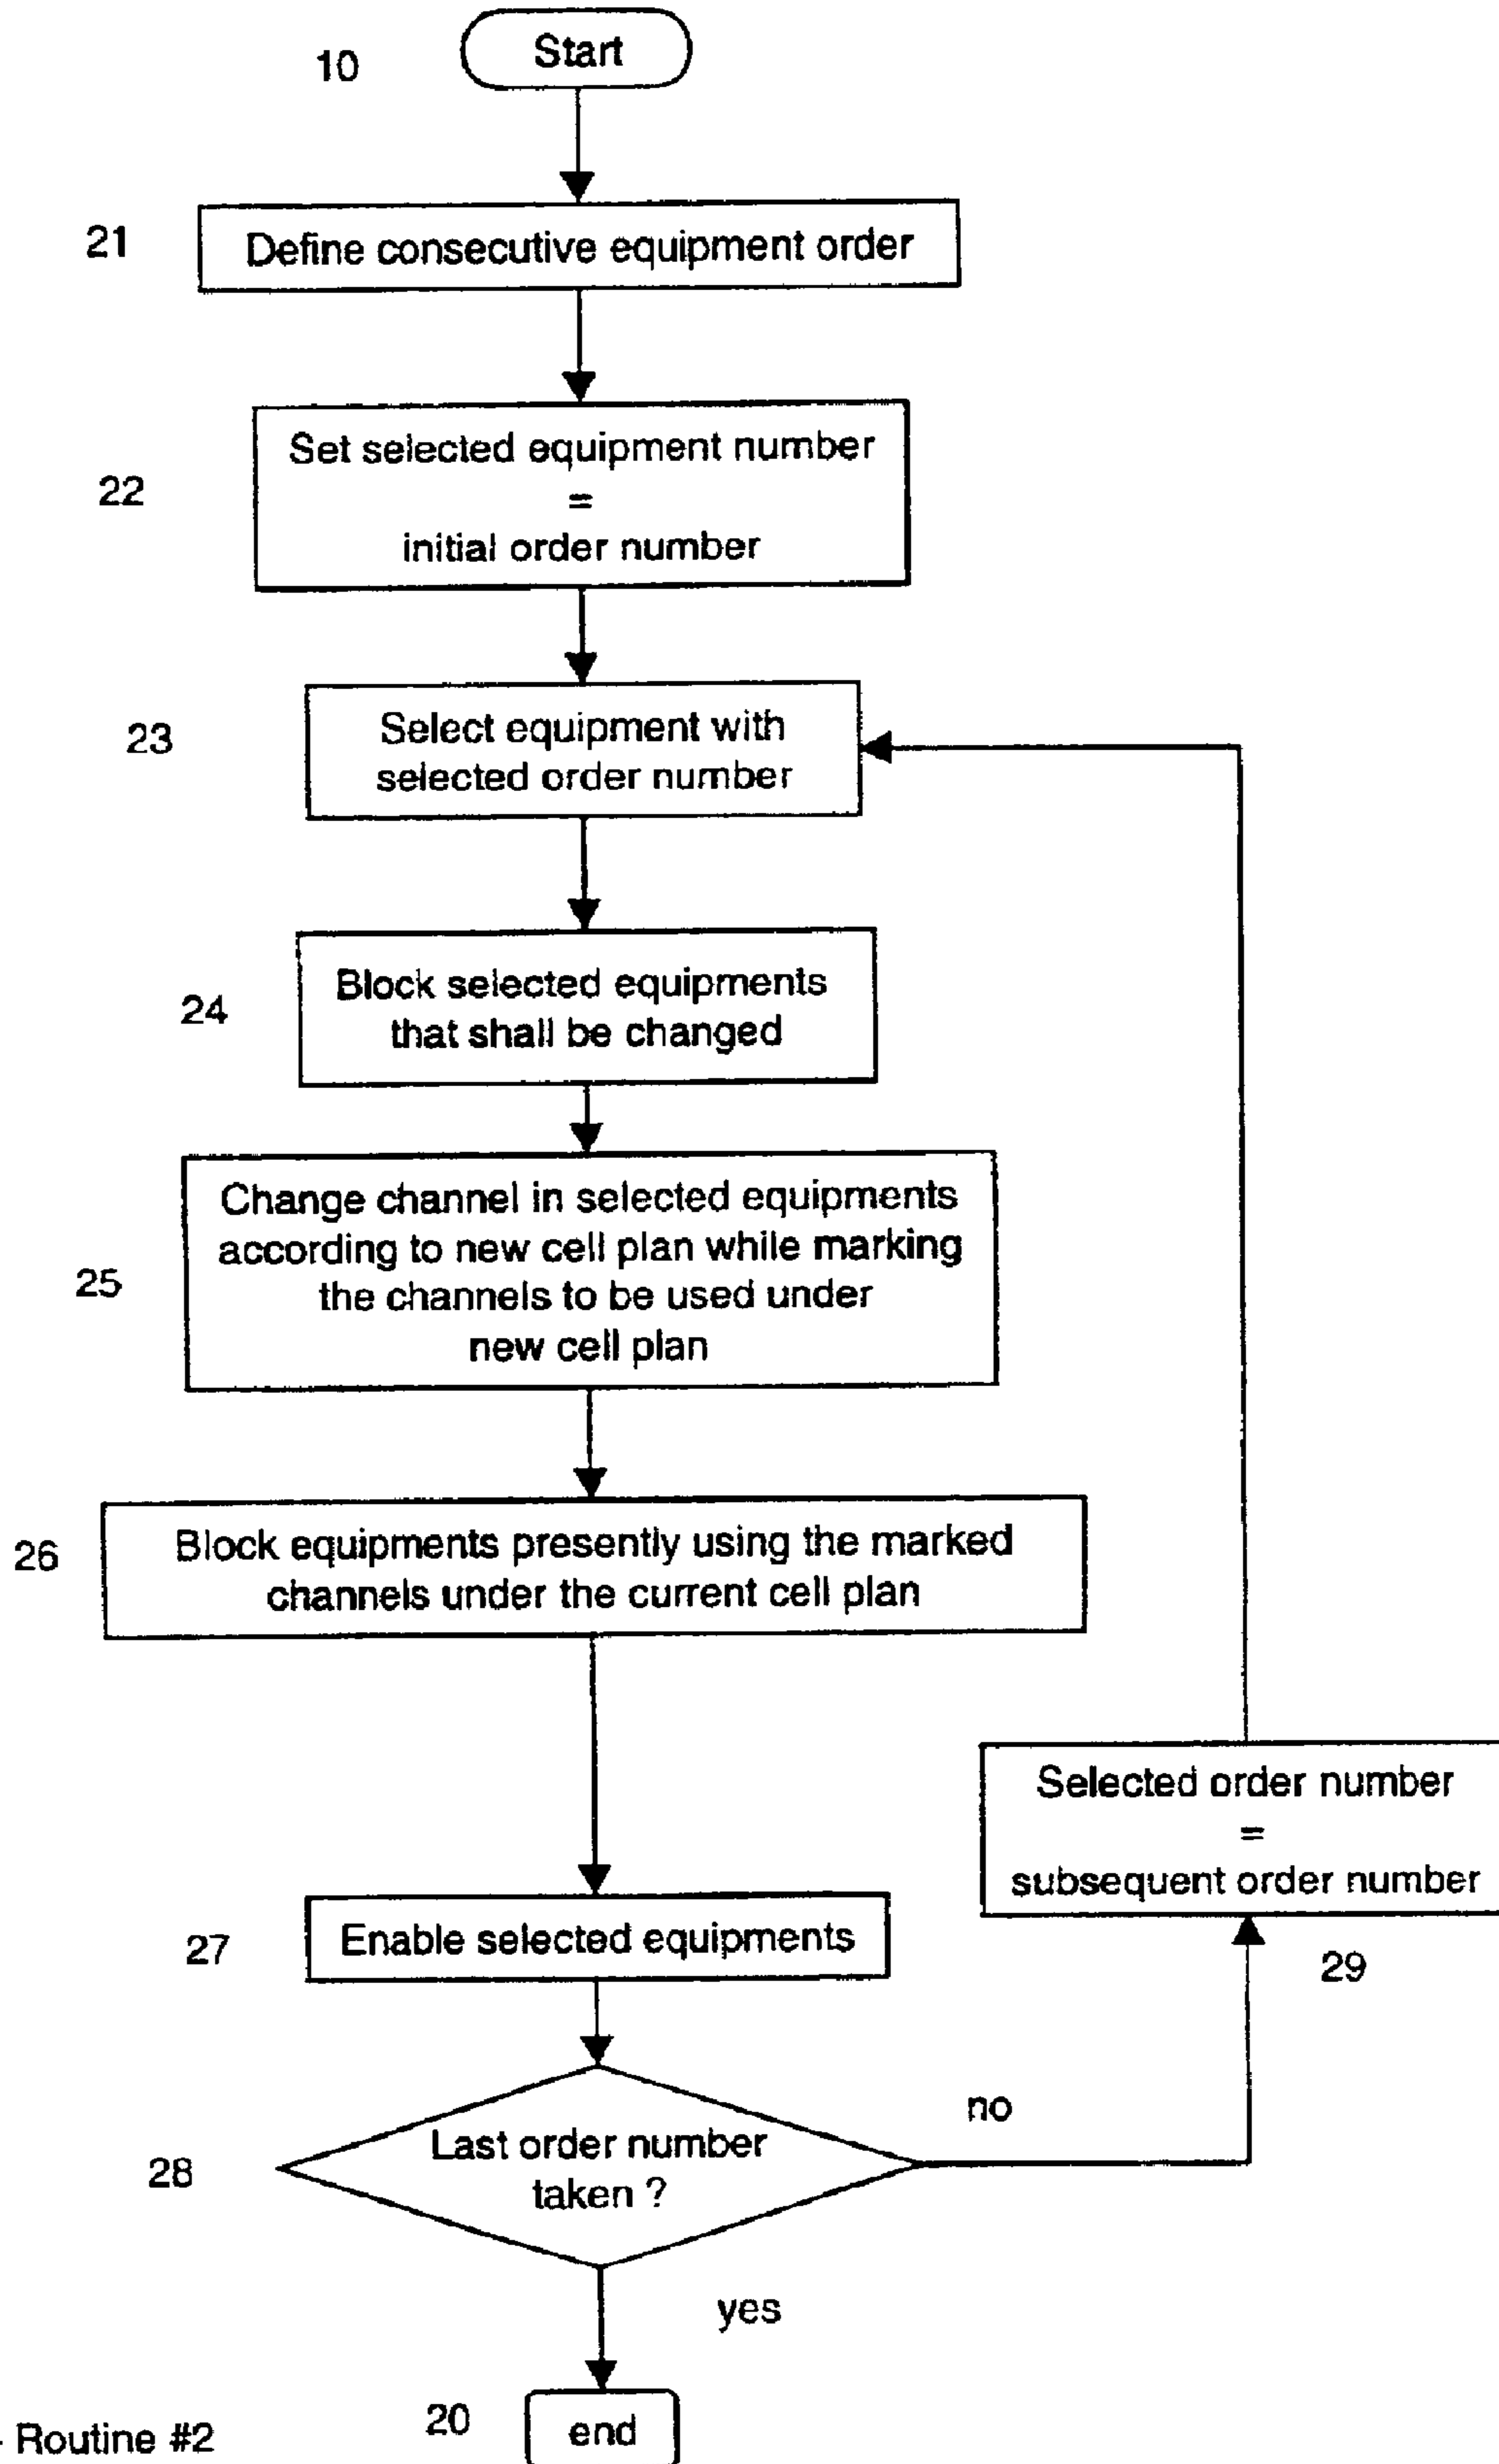 10
Start
21
Define consecutive equipment order
22
Set selected equipment number
=
initial order number
23
Select equipment with
selected order number
24
Block selected equipments
that shall be changed
25
Change channel in selected equipments
according to new cell plan while marking
the channels to be used under
new cell plan
26
Block equipments presently using the marked
channels under the current cell plan
Selected order number
=
subsequent order number
29
27
Enable selected equipments
28
Last order number
taken ?
no
yes
20
end
Routine #2